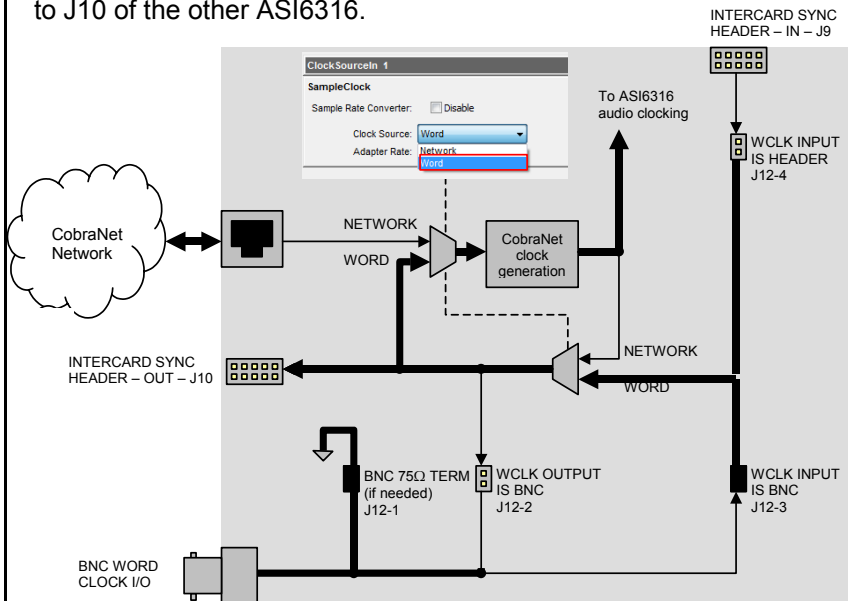 to J10 of the other ASI6316.
INTERCARD SYNC
HEADER – IN – J9
ClockSourceIn 1
SampleClock
Sample Rate Converter: Disable
Clock Source: Word
Adapter Rate: Network
Word
To ASI6316
audio clocking
WCLK INPUT
IS HEADER
J12-4
CobraNet
Network
NETWORK
WORD
CobraNet
clock
generation
INTERCARD SYNC
HEADER – OUT – J10
NETWORK
WORD
BNC 75Ω TERM
(if needed)
J12-1
WCLK OUTPUT
IS BNC
J12-2
WCLK INPUT
IS BNC
J12-3
BNC WORD
CLOCK I/O